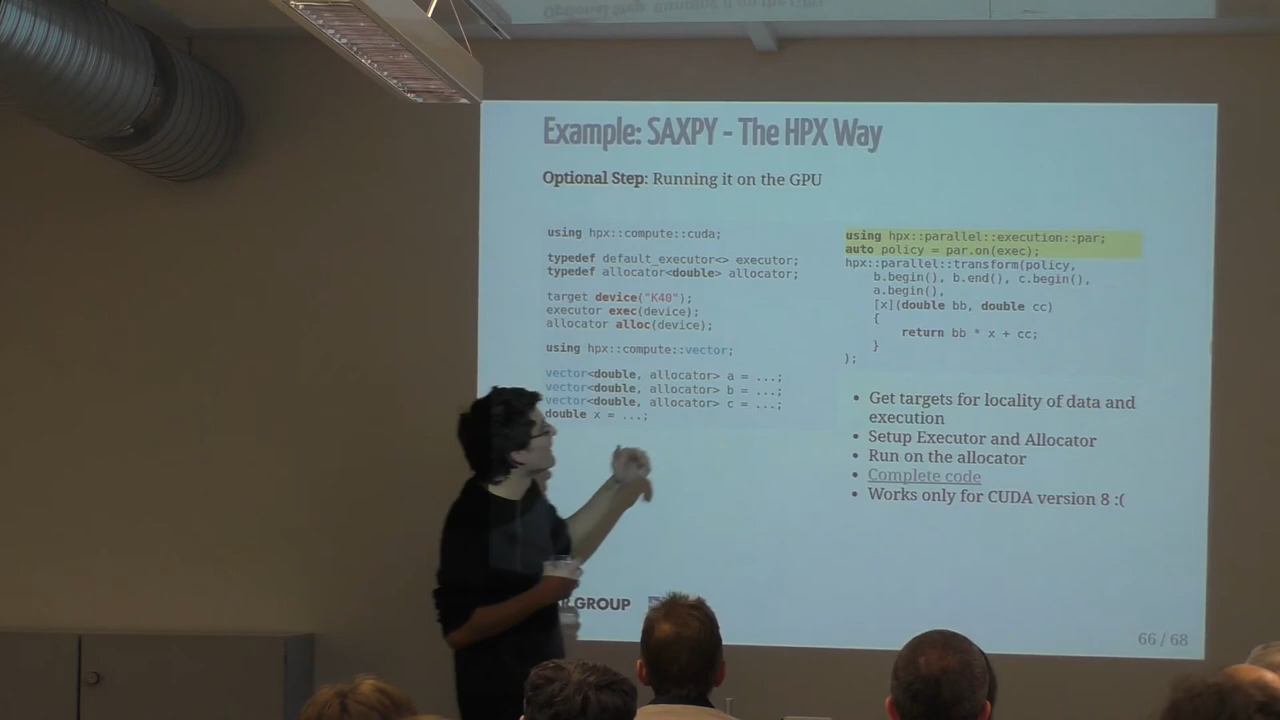 Example: SAXPY - The HPX Way
Optional Step: Running it on the GPU
using hpx::compute::cuda;
typedef default_executor<> executor;
typedef allocator<double> allocator;
target device("K40");
executor exec(device);
allocator alloc(device);
using hpx::compute::vector;
vector<double, allocator> a = ...;
vector<double, allocator> b = ...;
vector<double, allocator> c = ...;
double x = ...;
using hpx::parallel::execution::par;
auto policy = par.on(exec);
hpx::parallel::transform(policy,
b.begin(), b.end(), c.begin(),
a.begin(),
[x](double bb, double cc)
{
return bb * x + cc;
}
);
• Get targets for locality of data and
execution
• Setup Executor and Allocator
• Run on the allocator
• Complete code
• Works only for CUDA version 8 :(
GROUP
66 / 68